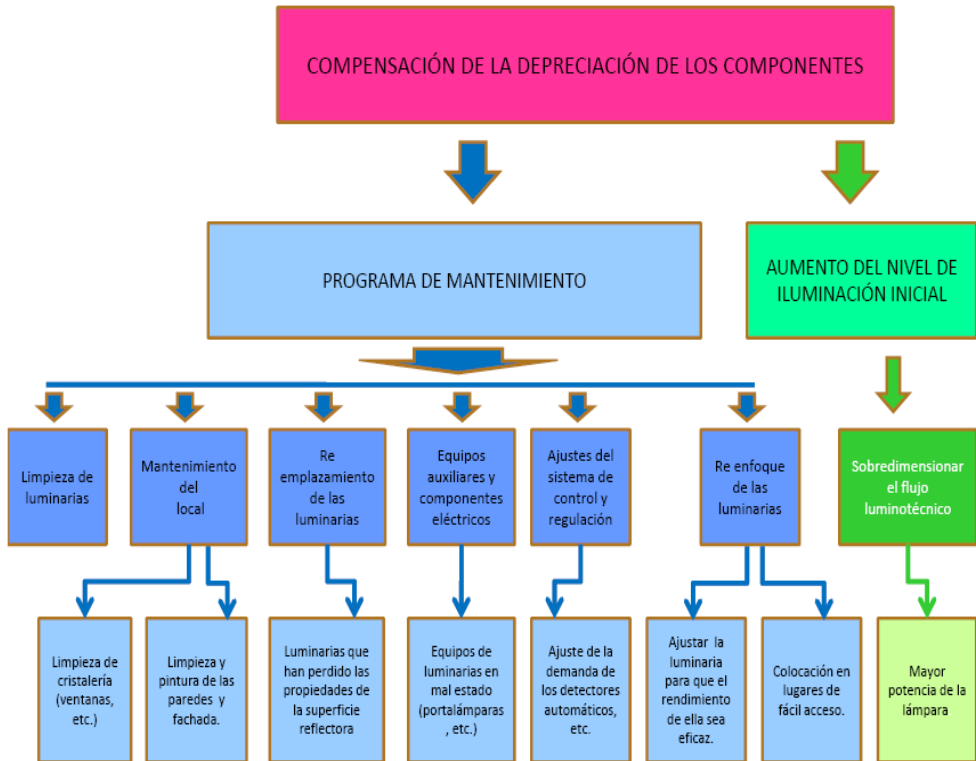 COMPENSACIÓN DE LA DEPRECIACIÓN DE LOS COMPONENTES
PROGRAMA DE MANTENIMIENTO
AUMENTO DEL NIVEL DE
ILUMINACIÓN INICIAL
Limpieza de
luminarias
Mantenimiento
del
local
Re
emplazamiento
de las
luminarias
Equipos
auxiliares y
componentes
eléctricos
Ajustes del
sistema de
control y
regulación
Re enfoque
de las
luminarias
Sobredimensionar
el flujo
luminotécnico
Limpieza de
cristalería
(ventanas,
etc.)
Limpieza y
pintura de las
paredes y
fachada.
Luminarias que
han perdido las
propiedades de
la superficie
reflectora
Equipos de
luminarias en
mal estado
(portalámparas
, etc.)
Ajuste de la
demanda de
los detectores
automáticos,
etc.
Ajustar la
luminaria
para que el
rendimiento
de ella sea
eficaz.
Colocación en
lugares de
fácil acceso.
Mayor
potencia de la
lámpara